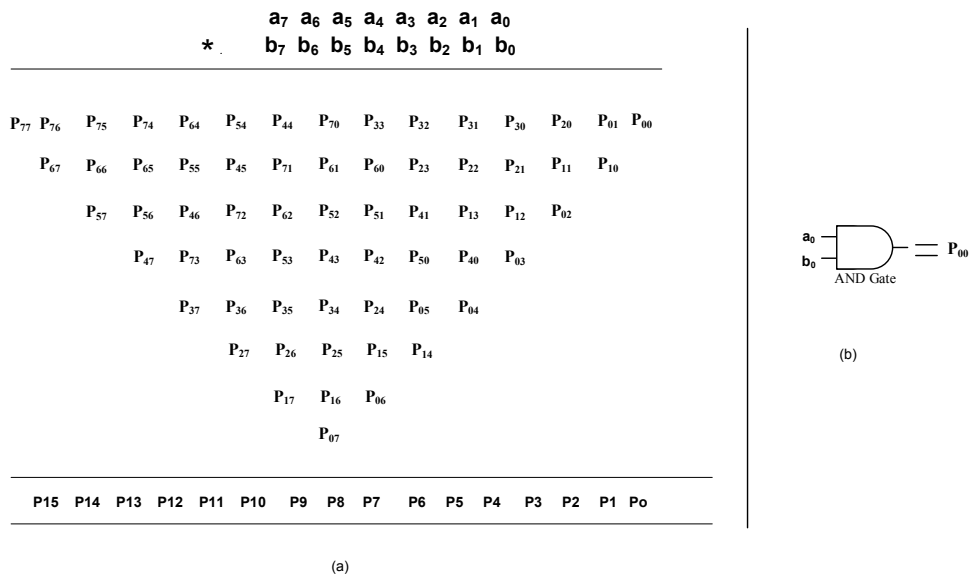 a₇ a₆ a₅ a₄ a₃ a₂ a₁ a₀
* . b₇ b₆ b₅ b₄ b₃ b₂ b₁ b₀
P₇₇ P₇₆ P₇₅ P₇₄ P₆₄ P₅₄ P₄₄ P₇₀ P₃₃ P₃₂ P₃₁ P₃₀ P₂₀ P₀₁ P₀₀
P₆₇ P₆₆ P₆₅ P₅₅ P₄₅ P₇₁ P₆₁ P₆₀ P₂₃ P₂₂ P₂₁ P₁₁ P₁₀
P₅₇ P₅₆ P₄₆ P₇₂ P₆₂ P₅₂ P₅₁ P₄₁ P₁₃ P₁₂ P₀₂
P₄₇ P₇₃ P₆₃ P₅₃ P₄₃ P₄₂ P₅₀ P₄₀ P₀₃
P₃₇ P₃₆ P₃₅ P₃₄ P₂₄ P₀₅ P₀₄
P₂₇ P₂₆ P₂₅ P₁₅ P₁₄
P₁₇ P₁₆ P₀₆
P₀₇
P15 P14 P13 P12 P11 P10 P9 P8 P7 P6 P5 P4 P3 P2 P1 Po
(a)
a₀
b₀
P₀₀
AND Gate
(b)